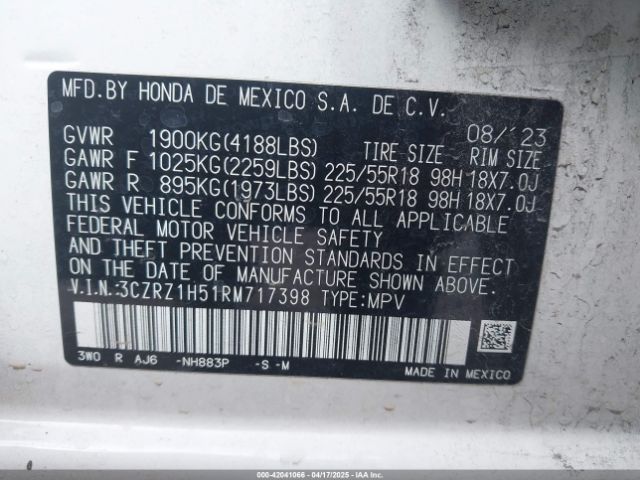 MFD.BY HONDA DE MEXICO S.A. DE C.V.
08/'23
GVWR 1900KG(4188LBS) TIRE SIZE RIM SIZE
GAWR F 1025KG(2259LBS) 225/55R18 98H 18X7.0J
GAWR R 895KG(1973LBS) 225/55R18 98H 18X7.0J
THIS VEHICLE CONFORMS TO ALL APPLICABLE
FEDERAL MOTOR VEHICLE SAFETY
AND THEFT PREVENTION STANDARDS IN EFFECT
ON THE DATE OF MANUFACTURE SHOWN ABOVE.
V.I.N.:3CZRZ1H51RM717398 TYPE:MPV
3WO R AJ6 -NH883P -S -M
MADE IN MEXICO
000-42041066 - 04/17/2025 - IAAI.COM